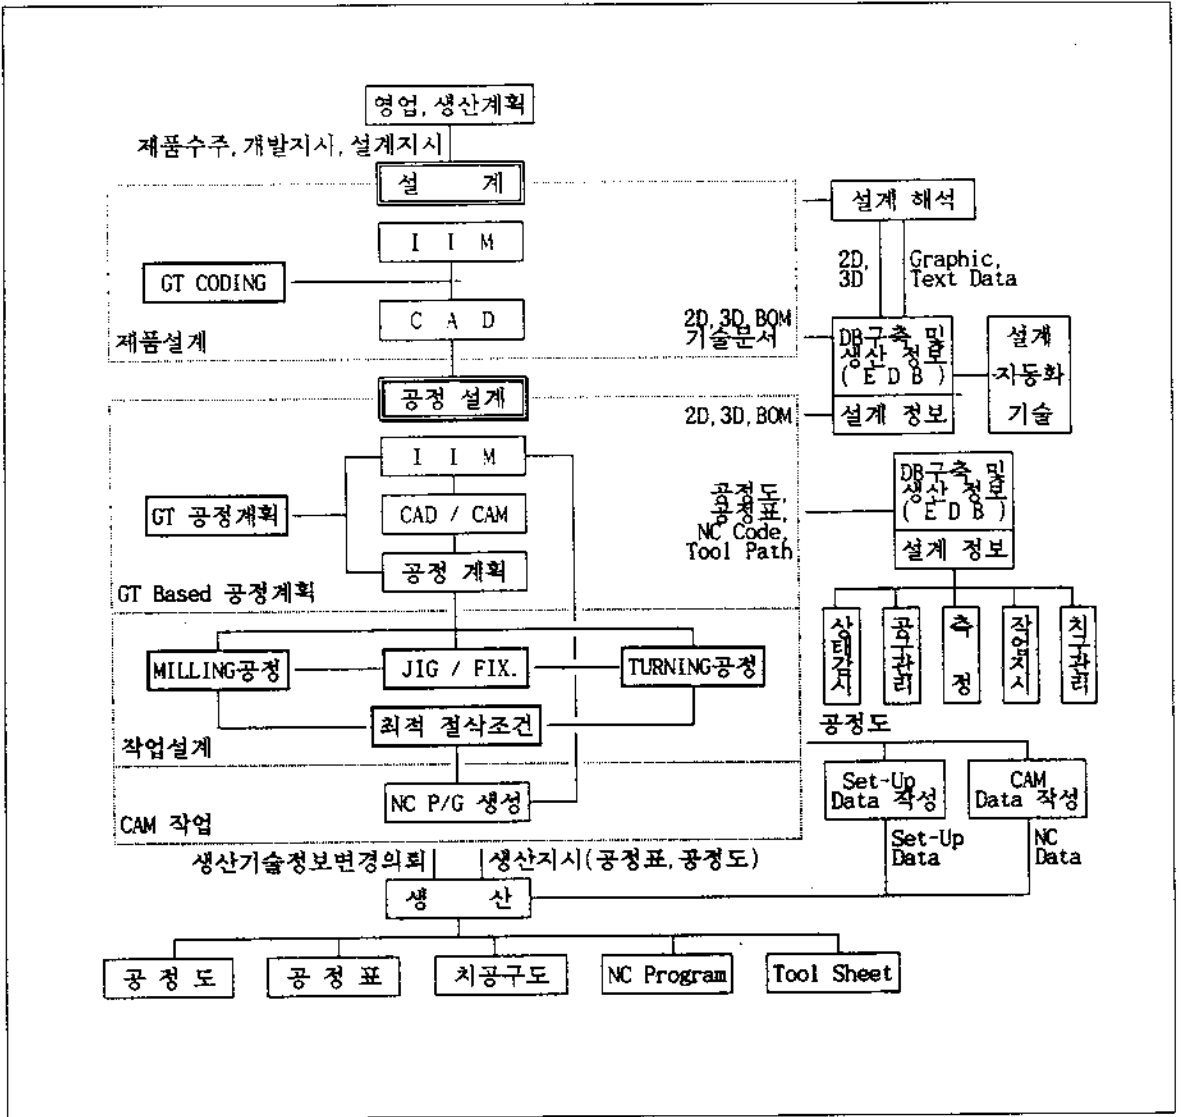 영업, 생산계획
제품수주, 개발지사, 설계지시
설 계
설계 해석
I I M
GT CODING
2D,
3D
Graphic,
Text Data
C A D
제품설계
2D, 3D, BOM
기술문서
DB구축 및
생산 정보
( E D B )
설계 정보
설계
자동화
기술
공정 설계
2D, 3D, BOM
I I M
GT 공정계획
CAD / CAM
공정 계획
GT Based 공정계획
공정도,
공정표,
NC Code,
Tool Path
DB구축 및
생산 정보
( E D B )
설계 정보
상태감시
공구관리
측정
작업지시
치구관리
MILLING공정
JIG / FIX.
TURNING공정
최적 절삭조건
작업설계
공정도
Set-Up
Data 작성
CAM
Data 작성
NC P/G 생성
CAM 작업
Set-Up
Data
NC
Data
생산기술정보변경의뢰
생산지시(공정표, 공정도)
생 산
공 정 도
공 정 표
치공구도
NC Program
Tool Sheet